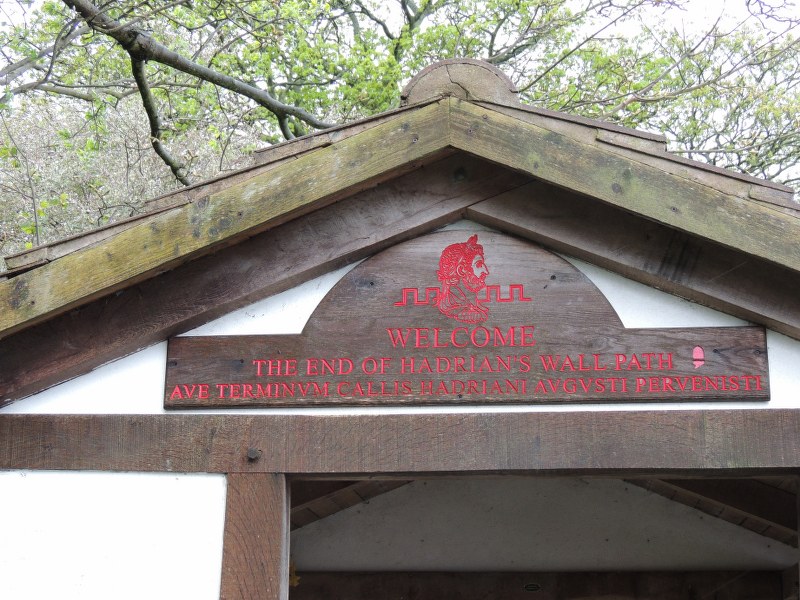 WELCOME
THE END OF HADRIAN'S WALL PATH
AVE TERMINVM CALLIS HADRIANI AVGVSTI PERVENISTI